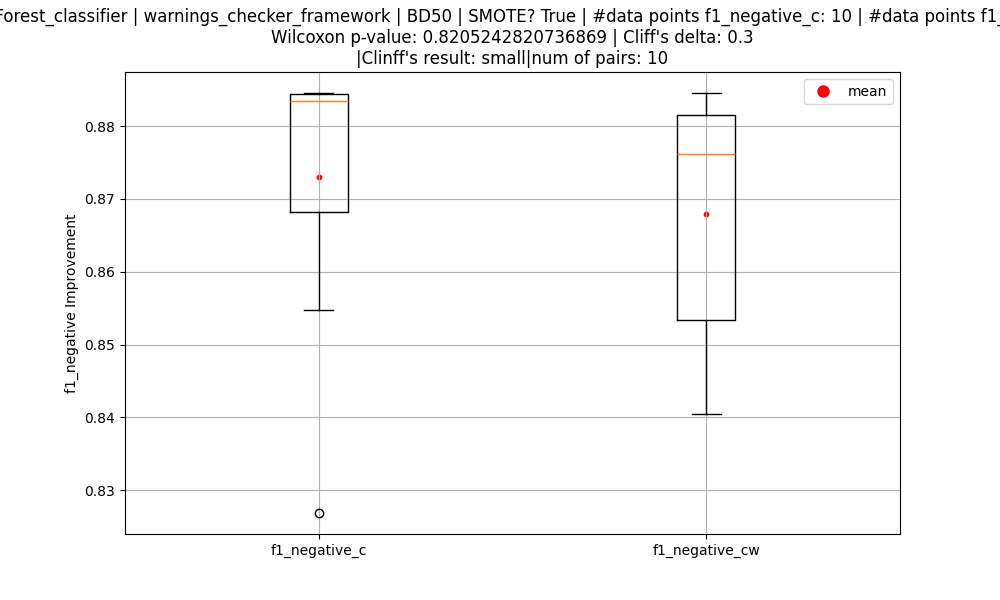 Forest_classifier | warnings_checker_framework | BD50 | SMOTE? True | #data points f1_negative_c: 10 | #data points f1_
Wilcoxon p-value: 0.8205242820736869 | Cliff's delta: 0.3
|Clinff's result: small|num of pairs: 10
mean
0.88
0.87
0.86
0.85
0.84
0.83
f1_negative Improvement
f1_negative_c
f1_negative_cw